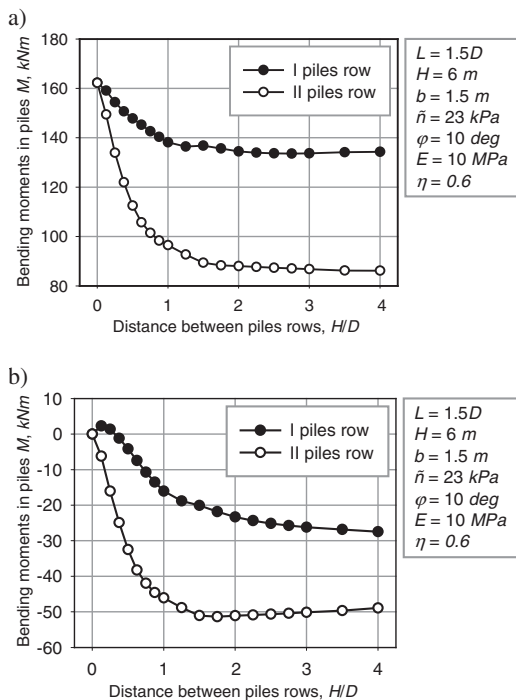 a)
180
160
140
120
100
80
Bending moments in piles M, kNm
I piles row
II piles row
0 1 2 3 4
Distance between piles rows, H/D
L = 1.5D
H = 6 m
b = 1.5 m
ñ = 23 kPa
φ = 10 deg
E = 10 MPa
η = 0.6
b)
10
0
-10
-20
-30
-40
-50
-60
Bending moments in piles M, kNm
I piles row
II piles row
0 1 2 3 4
Distance between piles rows, H/D
L = 1.5D
H = 6 m
b = 1.5 m
ñ = 23 kPa
φ = 10 deg
E = 10 MPa
η = 0.6